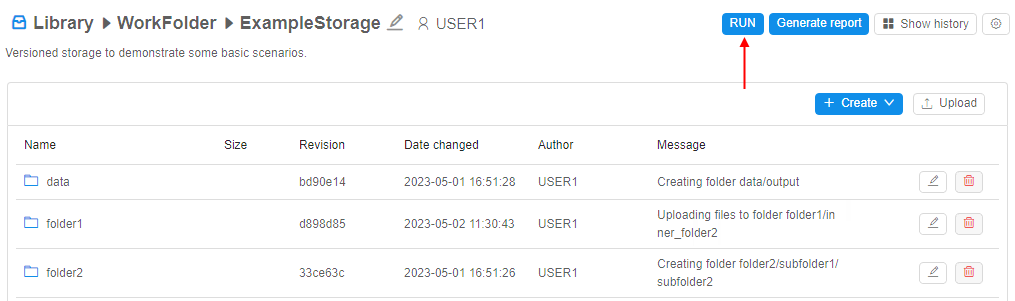 Library WorkFolder ExampleStorage USER1 RUN Generate report Show history
Versioned storage to demonstrate some basic scenarios.
+ Create Upload
Name Size Revision Date changed Author Message
data bd90e14 2023-05-01 16:51:28 USER1 Creating folder data/output
folder1 d898d85 2023-05-02 11:30:43 USER1 Uploading files to folder folder1/in
ner_folder2
folder2 33ce63c 2023-05-01 16:51:26 USER1 Creating folder folder2/subfolder1/
subfolder2